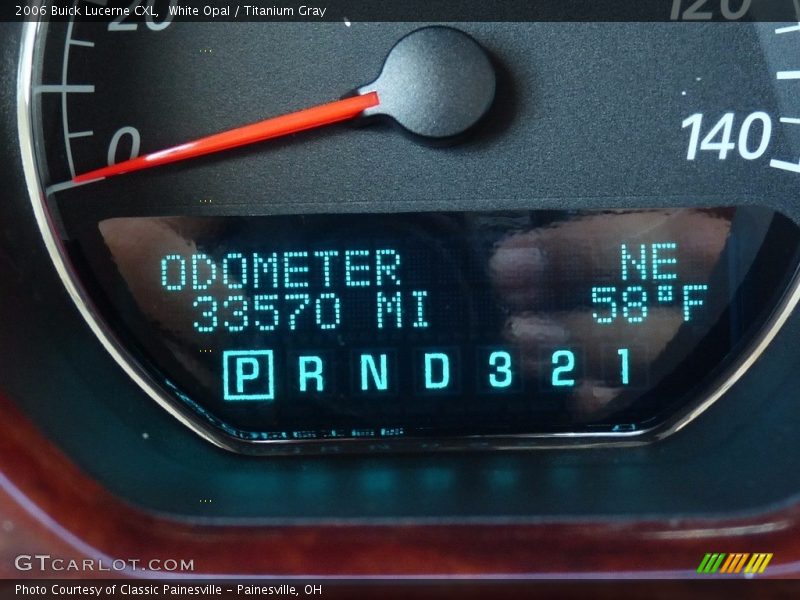 2006 Buick Lucerne CXL,  White Opal / Titanium Gray
20 120
0 140
ODOMETER NE
33570 MI 58°F
P R N D 3 2 1
GTCARLOT.COM
Photo Courtesy of Classic Painesville - Painesville, OH